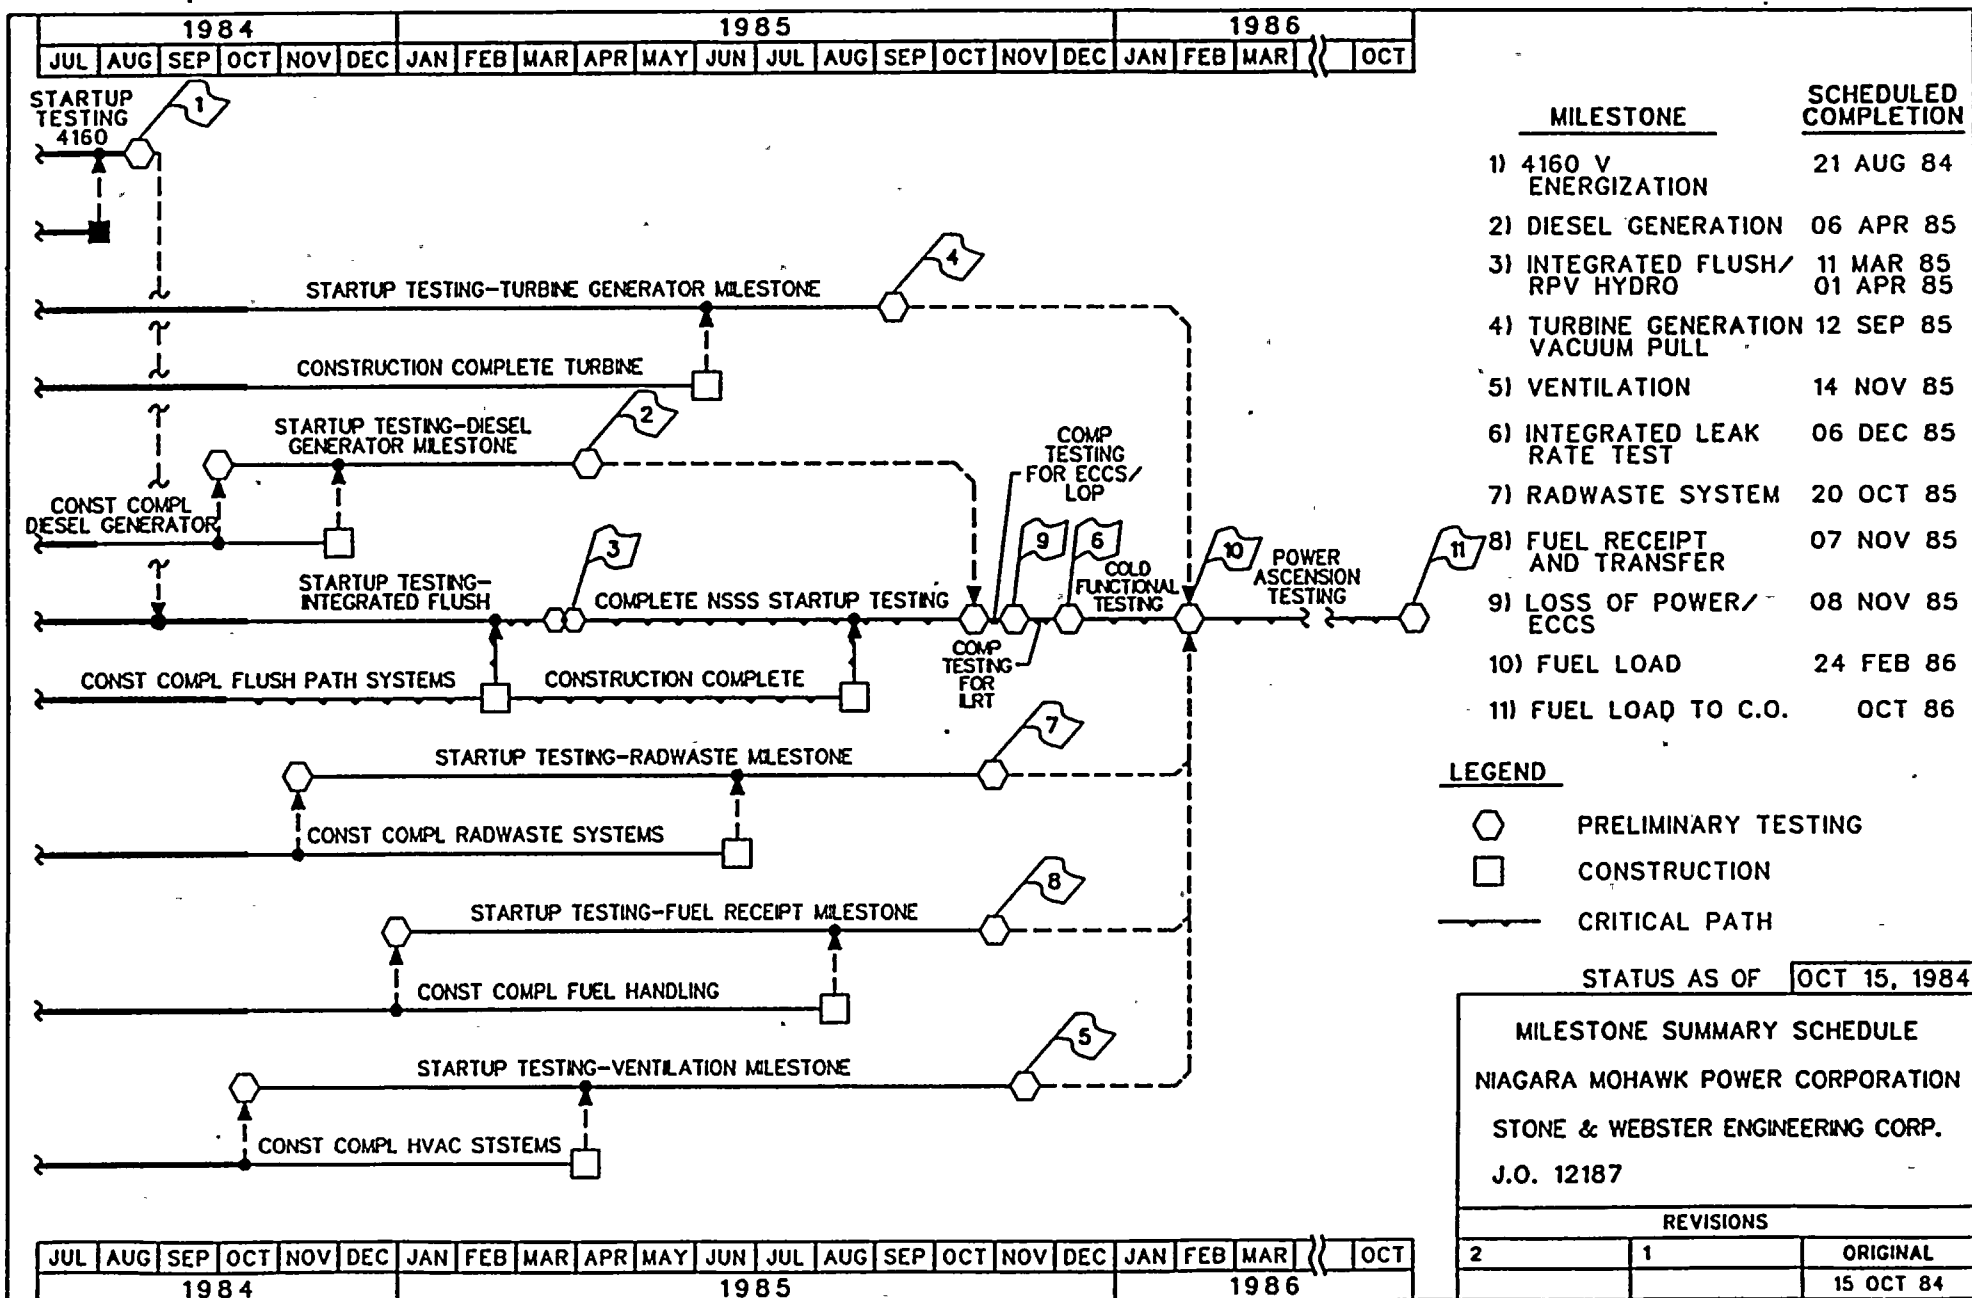 1984 1985 1986
JUL AUG SEP OCT NOV DEC JAN FEB MAR APR MAY JUN JUL AUG SEP OCT NOV DEC JAN FEB MAR OCT
STARTUP
TESTING
4160
1
4
STARTUP TESTING-TURBINE GENERATOR MILESTONE
CONSTRUCTION COMPLETE TURBINE
2
STARTUP TESTING-DIESEL
GENERATOR MILESTONE
CONST COMPL
DIESEL GENERATOR
COMP
TESTING
FOR ECCS/
LOP
3
9
6
10
11
STARTUP TESTING-
INTEGRATED FLUSH
COMPLETE NSSS STARTUP TESTING
COLD
FUNCTIONAL
TESTING
POWER
ASCENSION
TESTING
CONST COMPL FLUSH PATH SYSTEMS
CONSTRUCTION COMPLETE
COMP
TESTING
FOR
ILRT
7
STARTUP TESTING-RADWASTE MILESTONE
CONST COMPL RADWASTE SYSTEMS
8
STARTUP TESTING-FUEL RECEIPT MILESTONE
CONST COMPL FUEL HANDLING
5
STARTUP TESTING-VENTILATION MILESTONE
CONST COMPL HVAC STSTEMS
JUL AUG SEP OCT NOV DEC JAN FEB MAR APR MAY JUN JUL AUG SEP OCT NOV DEC JAN FEB MAR OCT
1984 1985 1986
MILESTONE SCHEDULED
COMPLETION
1) 4160 V 21 AUG 84
ENERGIZATION
2) DIESEL GENERATION 06 APR 85
3) INTEGRATED FLUSH/ 11 MAR 85
RPV HYDRO 01 APR 85
4) TURBINE GENERATION 12 SEP 85
VACUUM PULL
5) VENTILATION 14 NOV 85
6) INTEGRATED LEAK 06 DEC 85
RATE TEST
7) RADWASTE SYSTEM 20 OCT 85
8) FUEL RECEIPT 07 NOV 85
AND TRANSFER
9) LOSS OF POWER/ 08 NOV 85
ECCS
10) FUEL LOAD 24 FEB 86
11) FUEL LOAD TO C.O. OCT 86
LEGEND
PRELIMINARY TESTING
CONSTRUCTION
CRITICAL PATH
STATUS AS OF OCT 15, 1984
MILESTONE SUMMARY SCHEDULE
NIAGARA MOHAWK POWER CORPORATION
STONE & WEBSTER ENGINEERING CORP.
J.O. 12187
REVISIONS
2 1 ORIGINAL
15 OCT 84